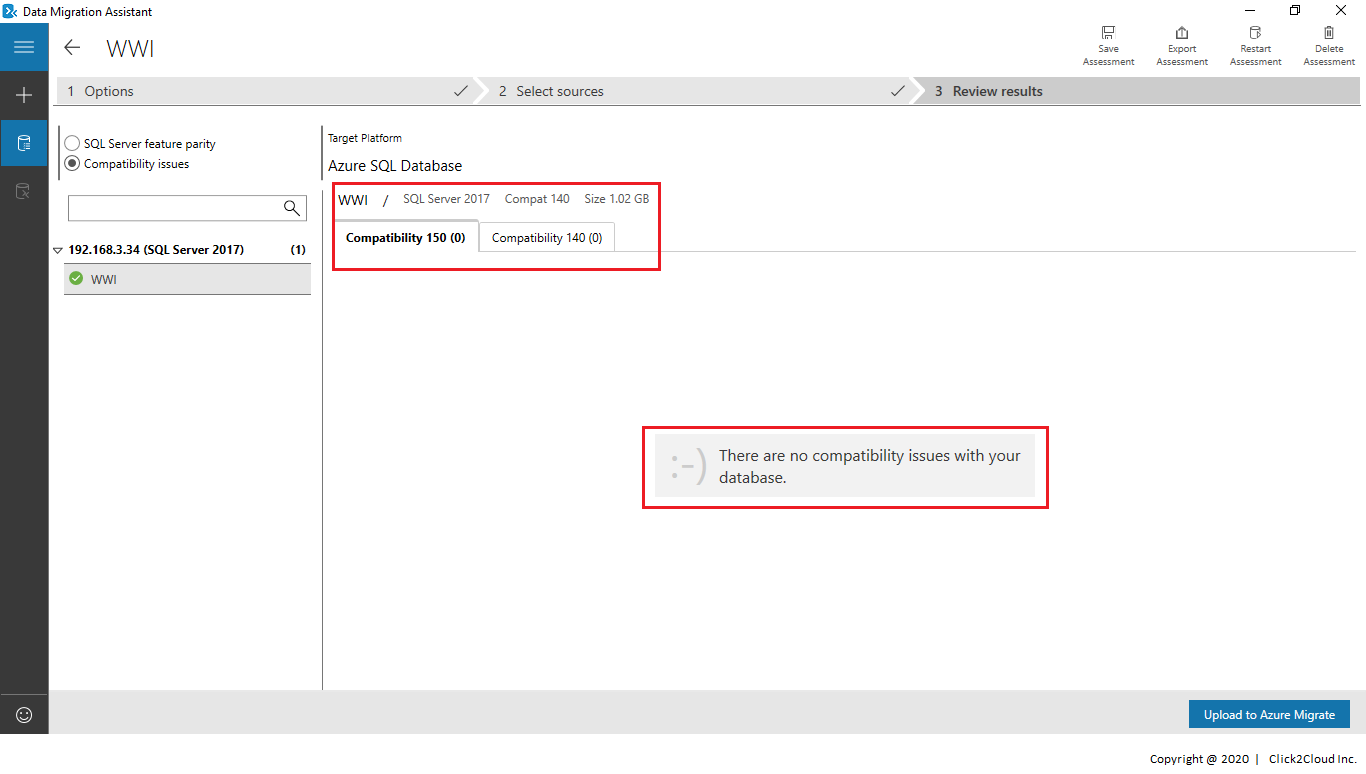 Data Migration Assistant
WWI
Save
Assessment
Export
Assessment
Restart
Assessment
Delete
Assessment
1 Options
2 Select sources
3 Review results
SQL Server feature parity
Compatibility issues
192.168.3.34 (SQL Server 2017) (1)
WWI
Target Platform
Azure SQL Database
WWI / SQL Server 2017 Compat 140 Size 1.02 GB
Compatibility 150 (0) Compatibility 140 (0)
:-)
There are no compatibility issues with your
database.
Upload to Azure Migrate
Copyright @ 2020 | Click2Cloud Inc.